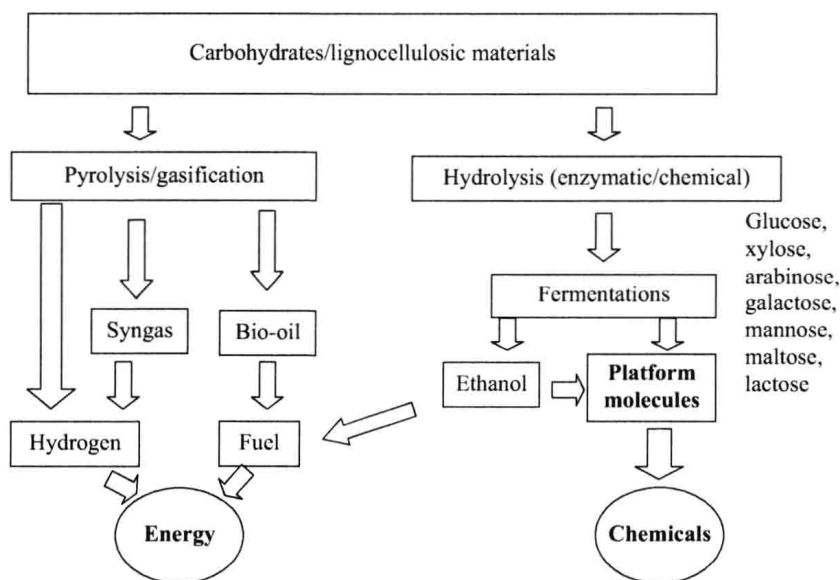 Carbohydrates/lignocellulosic materials
Pyrolysis/gasification
Hydrolysis (enzymatic/chemical)
Glucose,
xylose,
arabinose,
galactose,
mannose,
maltose,
lactose
Fermentations
Syngas
Bio-oil
Ethanol
Platform
molecules
Hydrogen
Fuel
Energy
Chemicals